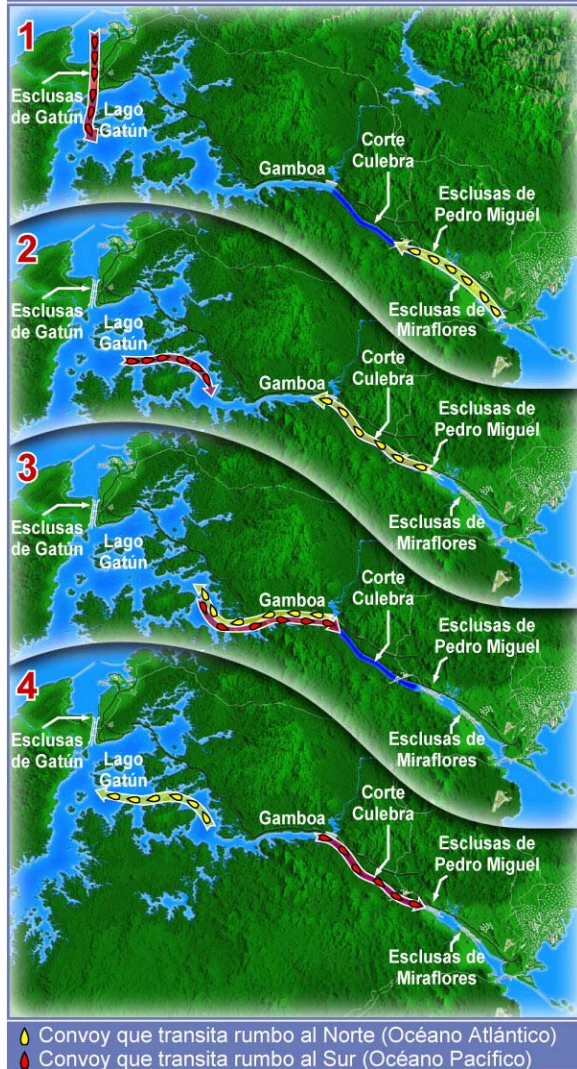 1
Esclusas
de Gatún
Lago
Gatún
Gamboa
Corte
Culebra
Esclusas de
Pedro Miguel
Esclusas de
Miraflores
2
Esclusas
de Gatún
Lago
Gatún
Gamboa
Corte
Culebra
Esclusas de
Pedro Miguel
Esclusas de
Miraflores
3
Esclusas
de Gatún
Lago
Gatún
Gamboa
Corte
Culebra
Esclusas de
Pedro Miguel
Esclusas de
Miraflores
4
Esclusas
de Gatún
Lago
Gatún
Gamboa
Corte
Culebra
Esclusas de
Pedro Miguel
Esclusas de
Miraflores
Convoy que transita rumbo al Norte (Océano Atlántico)
Convoy que transita rumbo al Sur (Océano Pacífico)